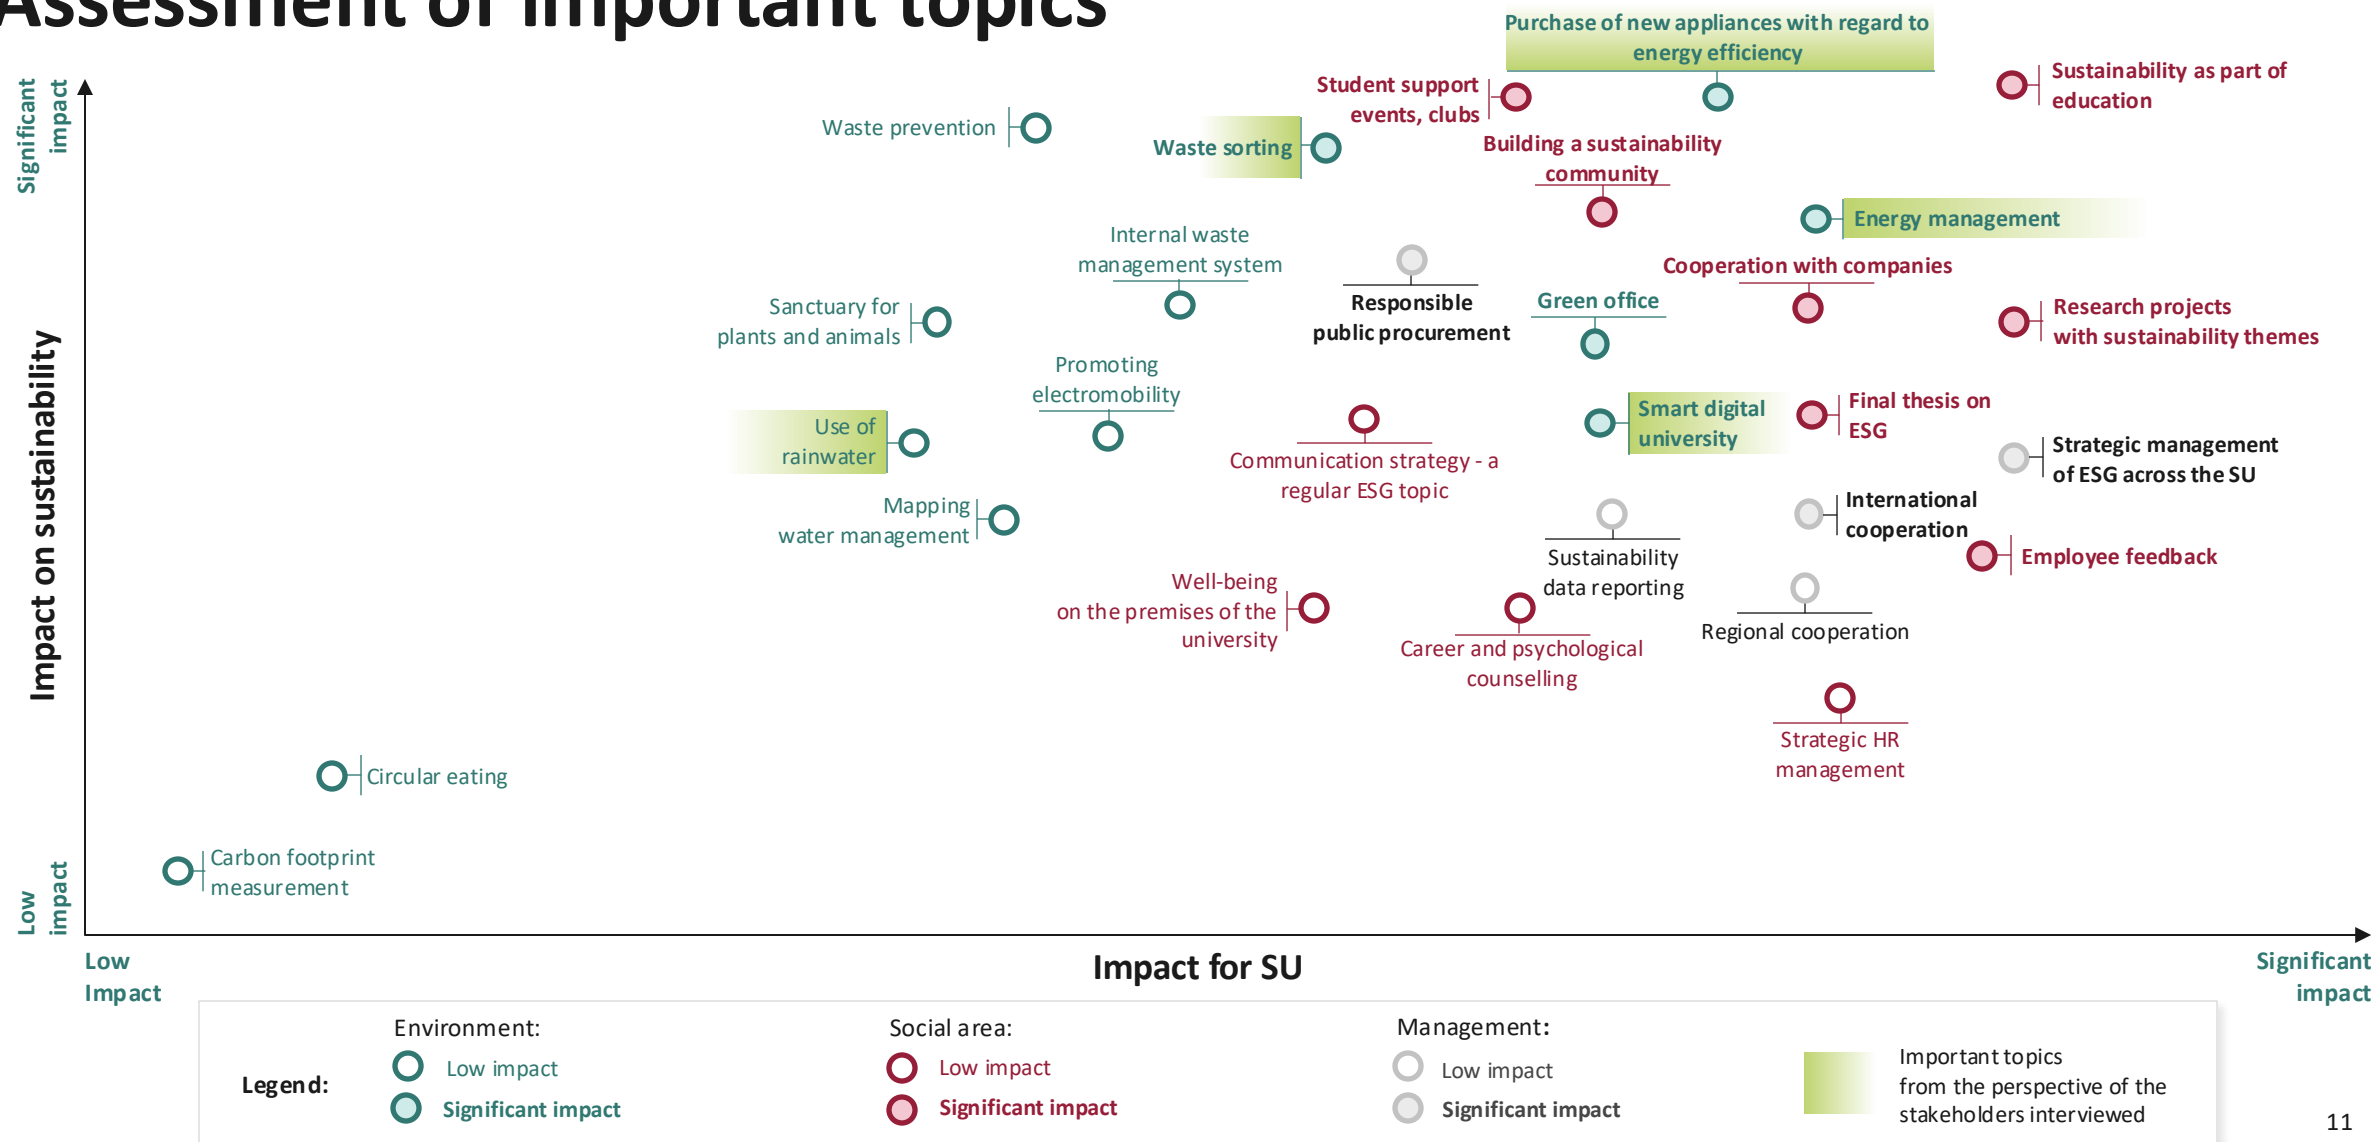 Assessment of important topics
Purchase of new appliances with regard to
energy efficiency
Significant
impact
Student support
events, clubs
Sustainability as part of
education
Waste prevention
Waste sorting
Building a sustainability
community
Energy management
Internal waste
management system
Cooperation with companies
Sanctuary for
plants and animals
Responsible
public procurement
Green office
Research projects
with sustainability themes
Impact on sustainability
Promoting
electromobility
Use of
rainwater
Smart digital
university
Final thesis on
ESG
Communication strategy - a
regular ESG topic
Strategic management
of ESG across the SU
Mapping
water management
International
cooperation
Sustainability
data reporting
Employee feedback
Well-being
on the premises of the
university
Career and psychological
counselling
Regional cooperation
Strategic HR
management
Circular eating
Carbon footprint
measurement
Low
impact
Low
Impact
Impact for SU
Significant
impact
Legend:
Environment:
Low impact
Significant impact
Social area:
Low impact
Significant impact
Management:
Low impact
Significant impact
Important topics
from the perspective of the
stakeholders interviewed
11